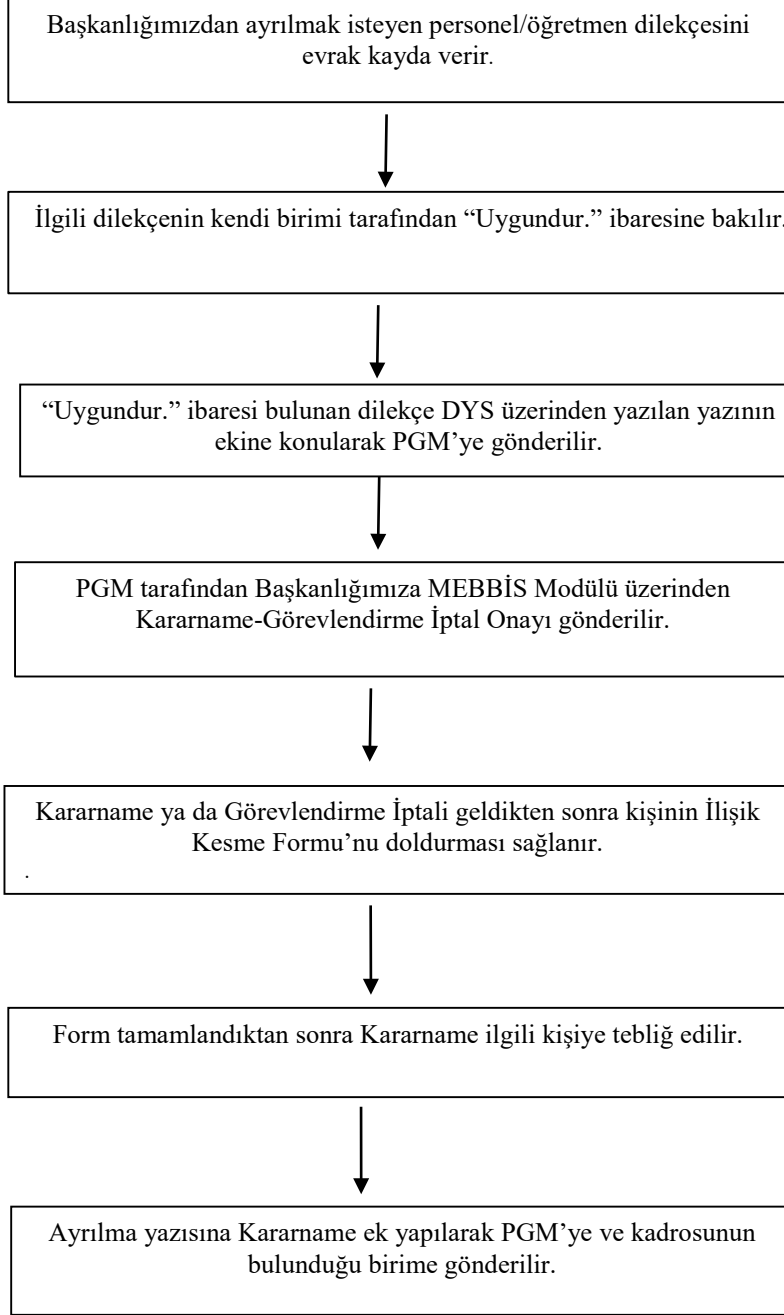 Başkanlığımızdan ayrılmak isteyen personel/öğretmen dilekçesini
evrak kayda verir.
İlgili dilekçenin kendi birimi tarafından “Uygundur.” ibaresine bakılır.
“Uygundur.” ibaresi bulunan dilekçe DYS üzerinden yazılan yazının
ekine konularak PGM’ye gönderilir.
PGM tarafından Başkanlığımıza MEBBİS Modülü üzerinden
Kararname-Görevlendirme İptal Onayı gönderilir.
Kararname ya da Görevlendirme İptali geldikten sonra kişinin İlişik
Kesme Formu’nu doldurması sağlanır.
.
Form tamamlandıktan sonra Kararname ilgili kişiye tebliğ edilir.
Ayrılma yazısına Kararname ek yapılarak PGM’ye ve kadrosunun
bulunduğu birime gönderilir.